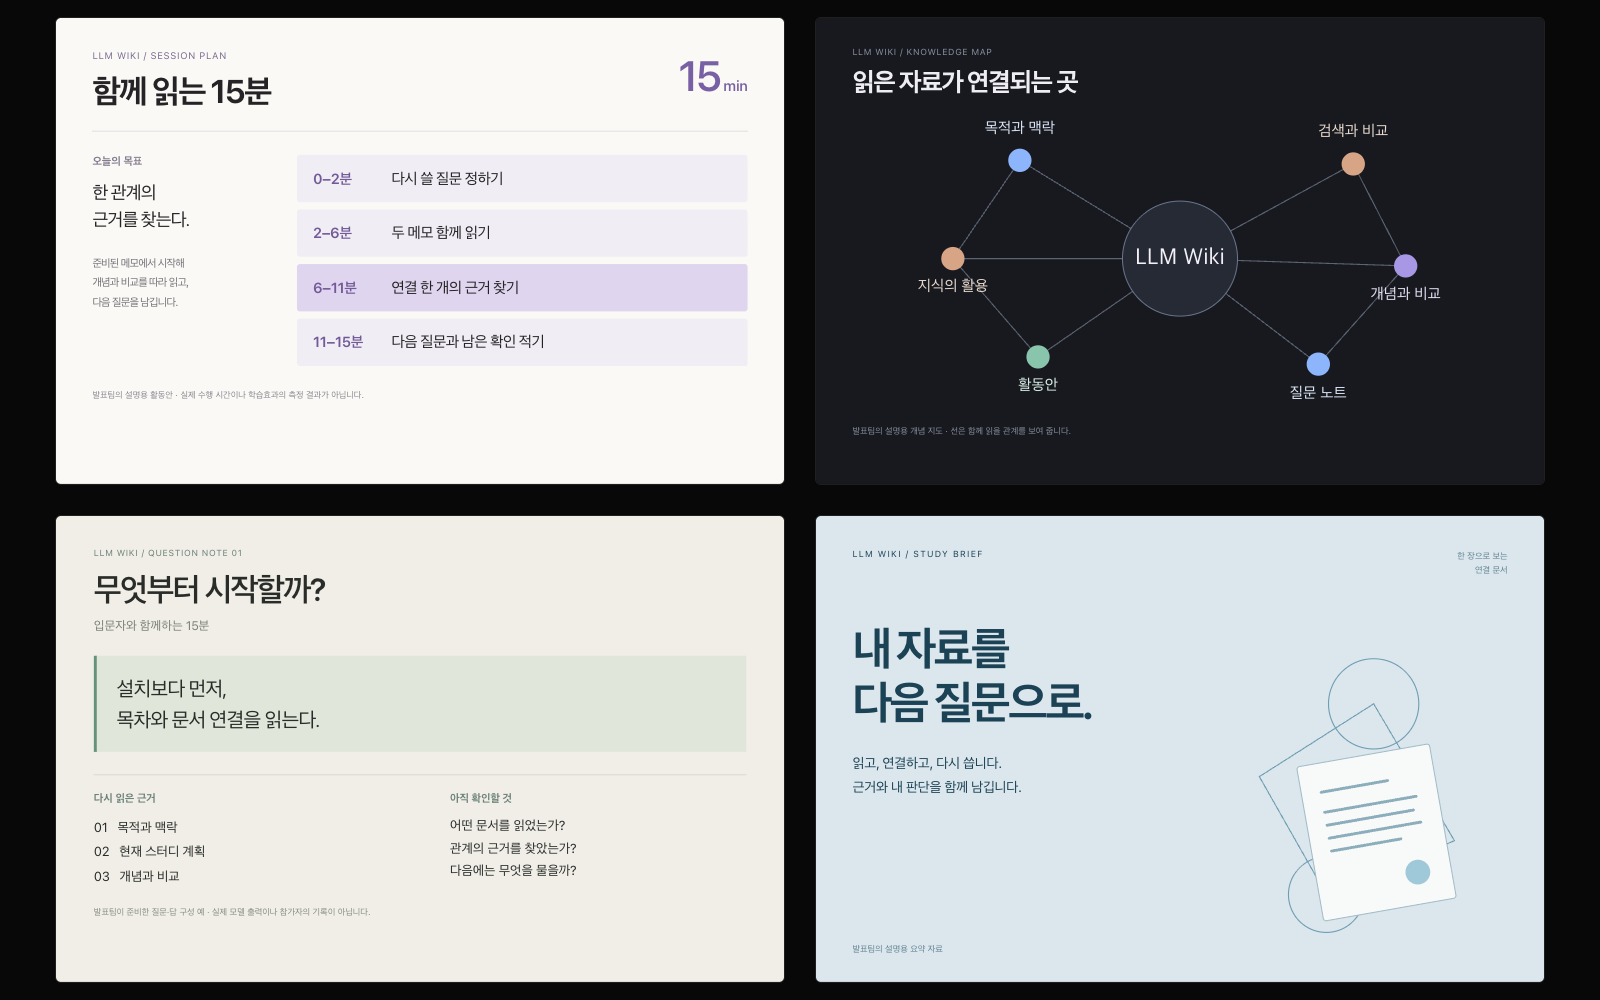 LLM WIKI / SESSION PLAN
함께 읽는 15분
15 min
오늘의 목표
한 관계의
근거를 찾는다.
준비된 메모에서 시작해
개념과 비교를 따라 읽고,
다음 질문을 남깁니다.
0–2분 다시 쓸 질문 정하기
2–6분 두 메모 함께 읽기
6–11분 연결 한 개의 근거 찾기
11–15분 다음 질문과 남은 확인 적기
발표팀의 설명용 활동안 · 실제 수행 시간이나 학습효과의 측정 결과가 아닙니다.
LLM WIKI / KNOWLEDGE MAP
읽은 자료가 연결되는 곳
목적과 맥락
검색과 비교
LLM Wiki
지식의 활용
개념과 비교
활동안
질문 노트
발표팀의 설명용 개념 지도 · 선은 함께 읽을 관계를 보여 줍니다.
LLM WIKI / QUESTION NOTE 01
무엇부터 시작할까?
입문자와 함께하는 15분
설치보다 먼저,
목차와 문서 연결을 읽는다.
다시 읽은 근거
01 목적과 맥락
02 현재 스터디 계획
03 개념과 비교
아직 확인할 것
어떤 문서를 읽었는가?
관계의 근거를 찾았는가?
다음에는 무엇을 물을까?
발표팀이 준비한 질문·답 구성 예 · 실제 모델 출력이나 참가자의 기록이 아닙니다.
LLM WIKI / STUDY BRIEF
한 장으로 보는
연결 문서
내 자료를
다음 질문으로.
읽고, 연결하고, 다시 씁니다.
근거와 내 판단을 함께 남깁니다.
발표팀의 설명용 요약 자료